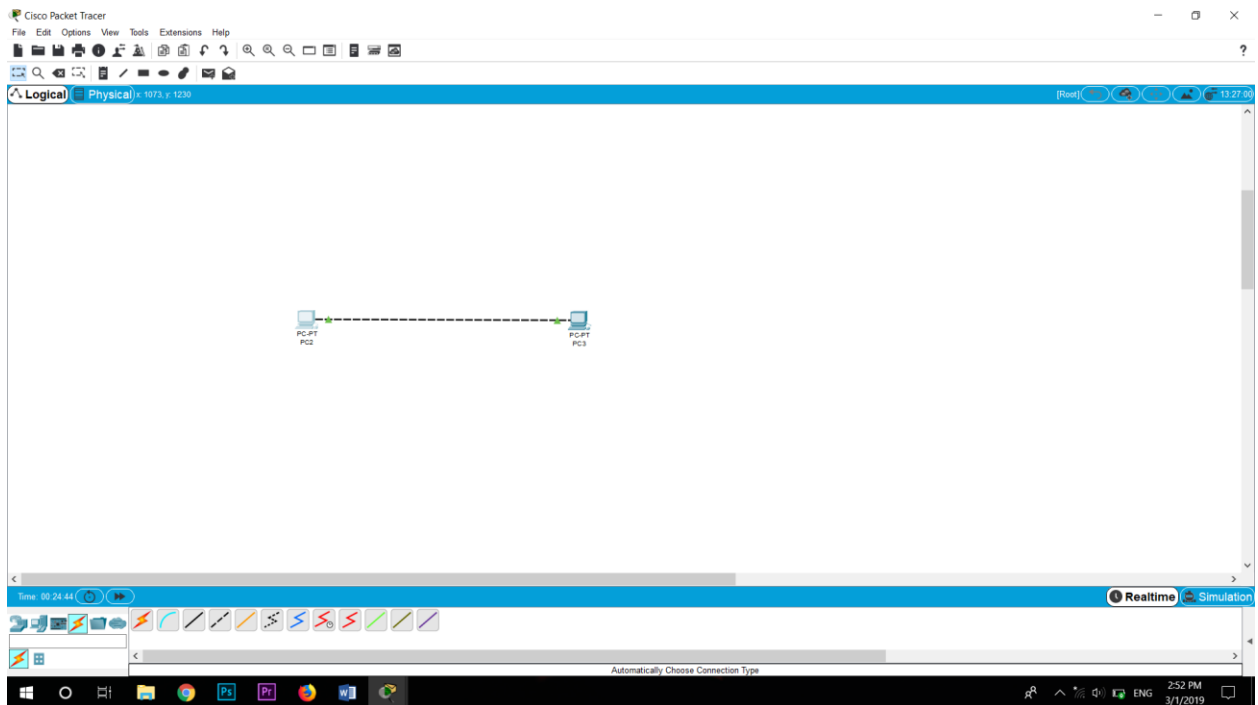 Cisco Packet Tracer
File Edit Options View Tools Extensions Help
?
Logical Physical x: 1073, y: 1230 [Root] 13:27:00
PC-PT
PC2
PC-PT
PC3
Time: 00:24:44 Realtime Simulation
Automatically Choose Connection Type
Ps Pr W ENG 2:52 PM
3/1/2019